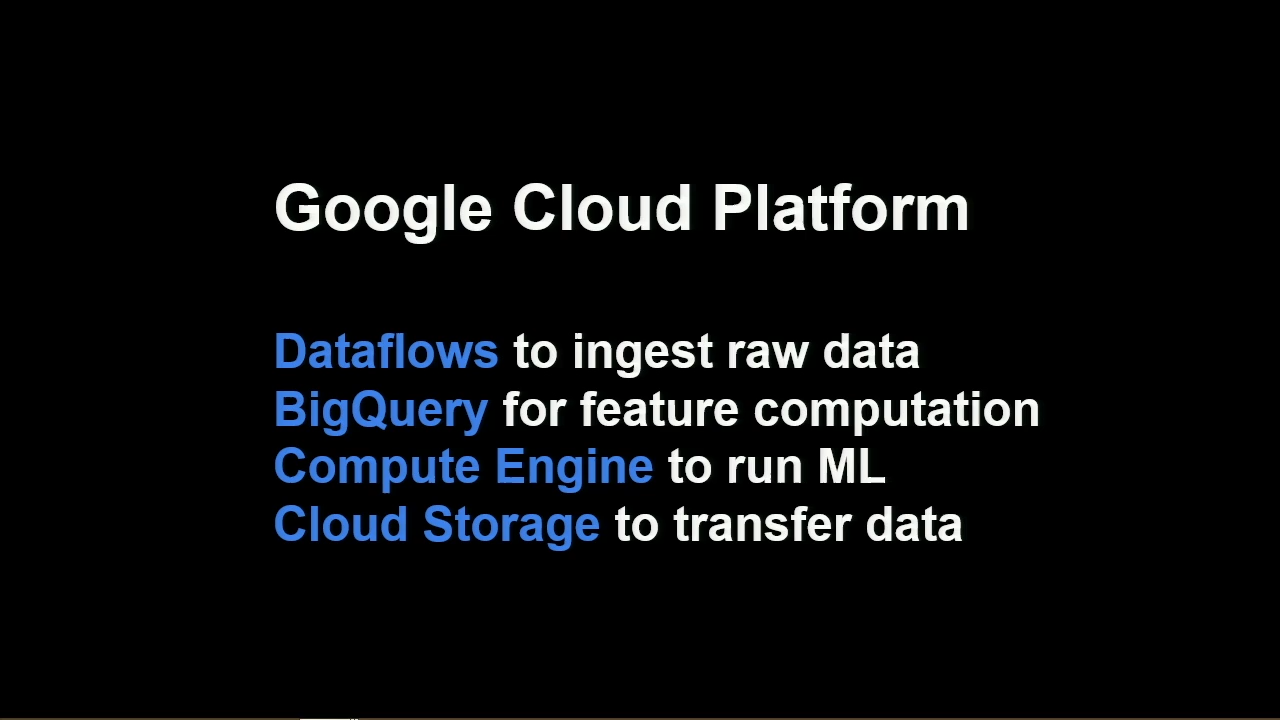 Google Cloud Platform
Dataflows to ingest raw data
BigQuery for feature computation
Compute Engine to run ML
Cloud Storage to transfer data